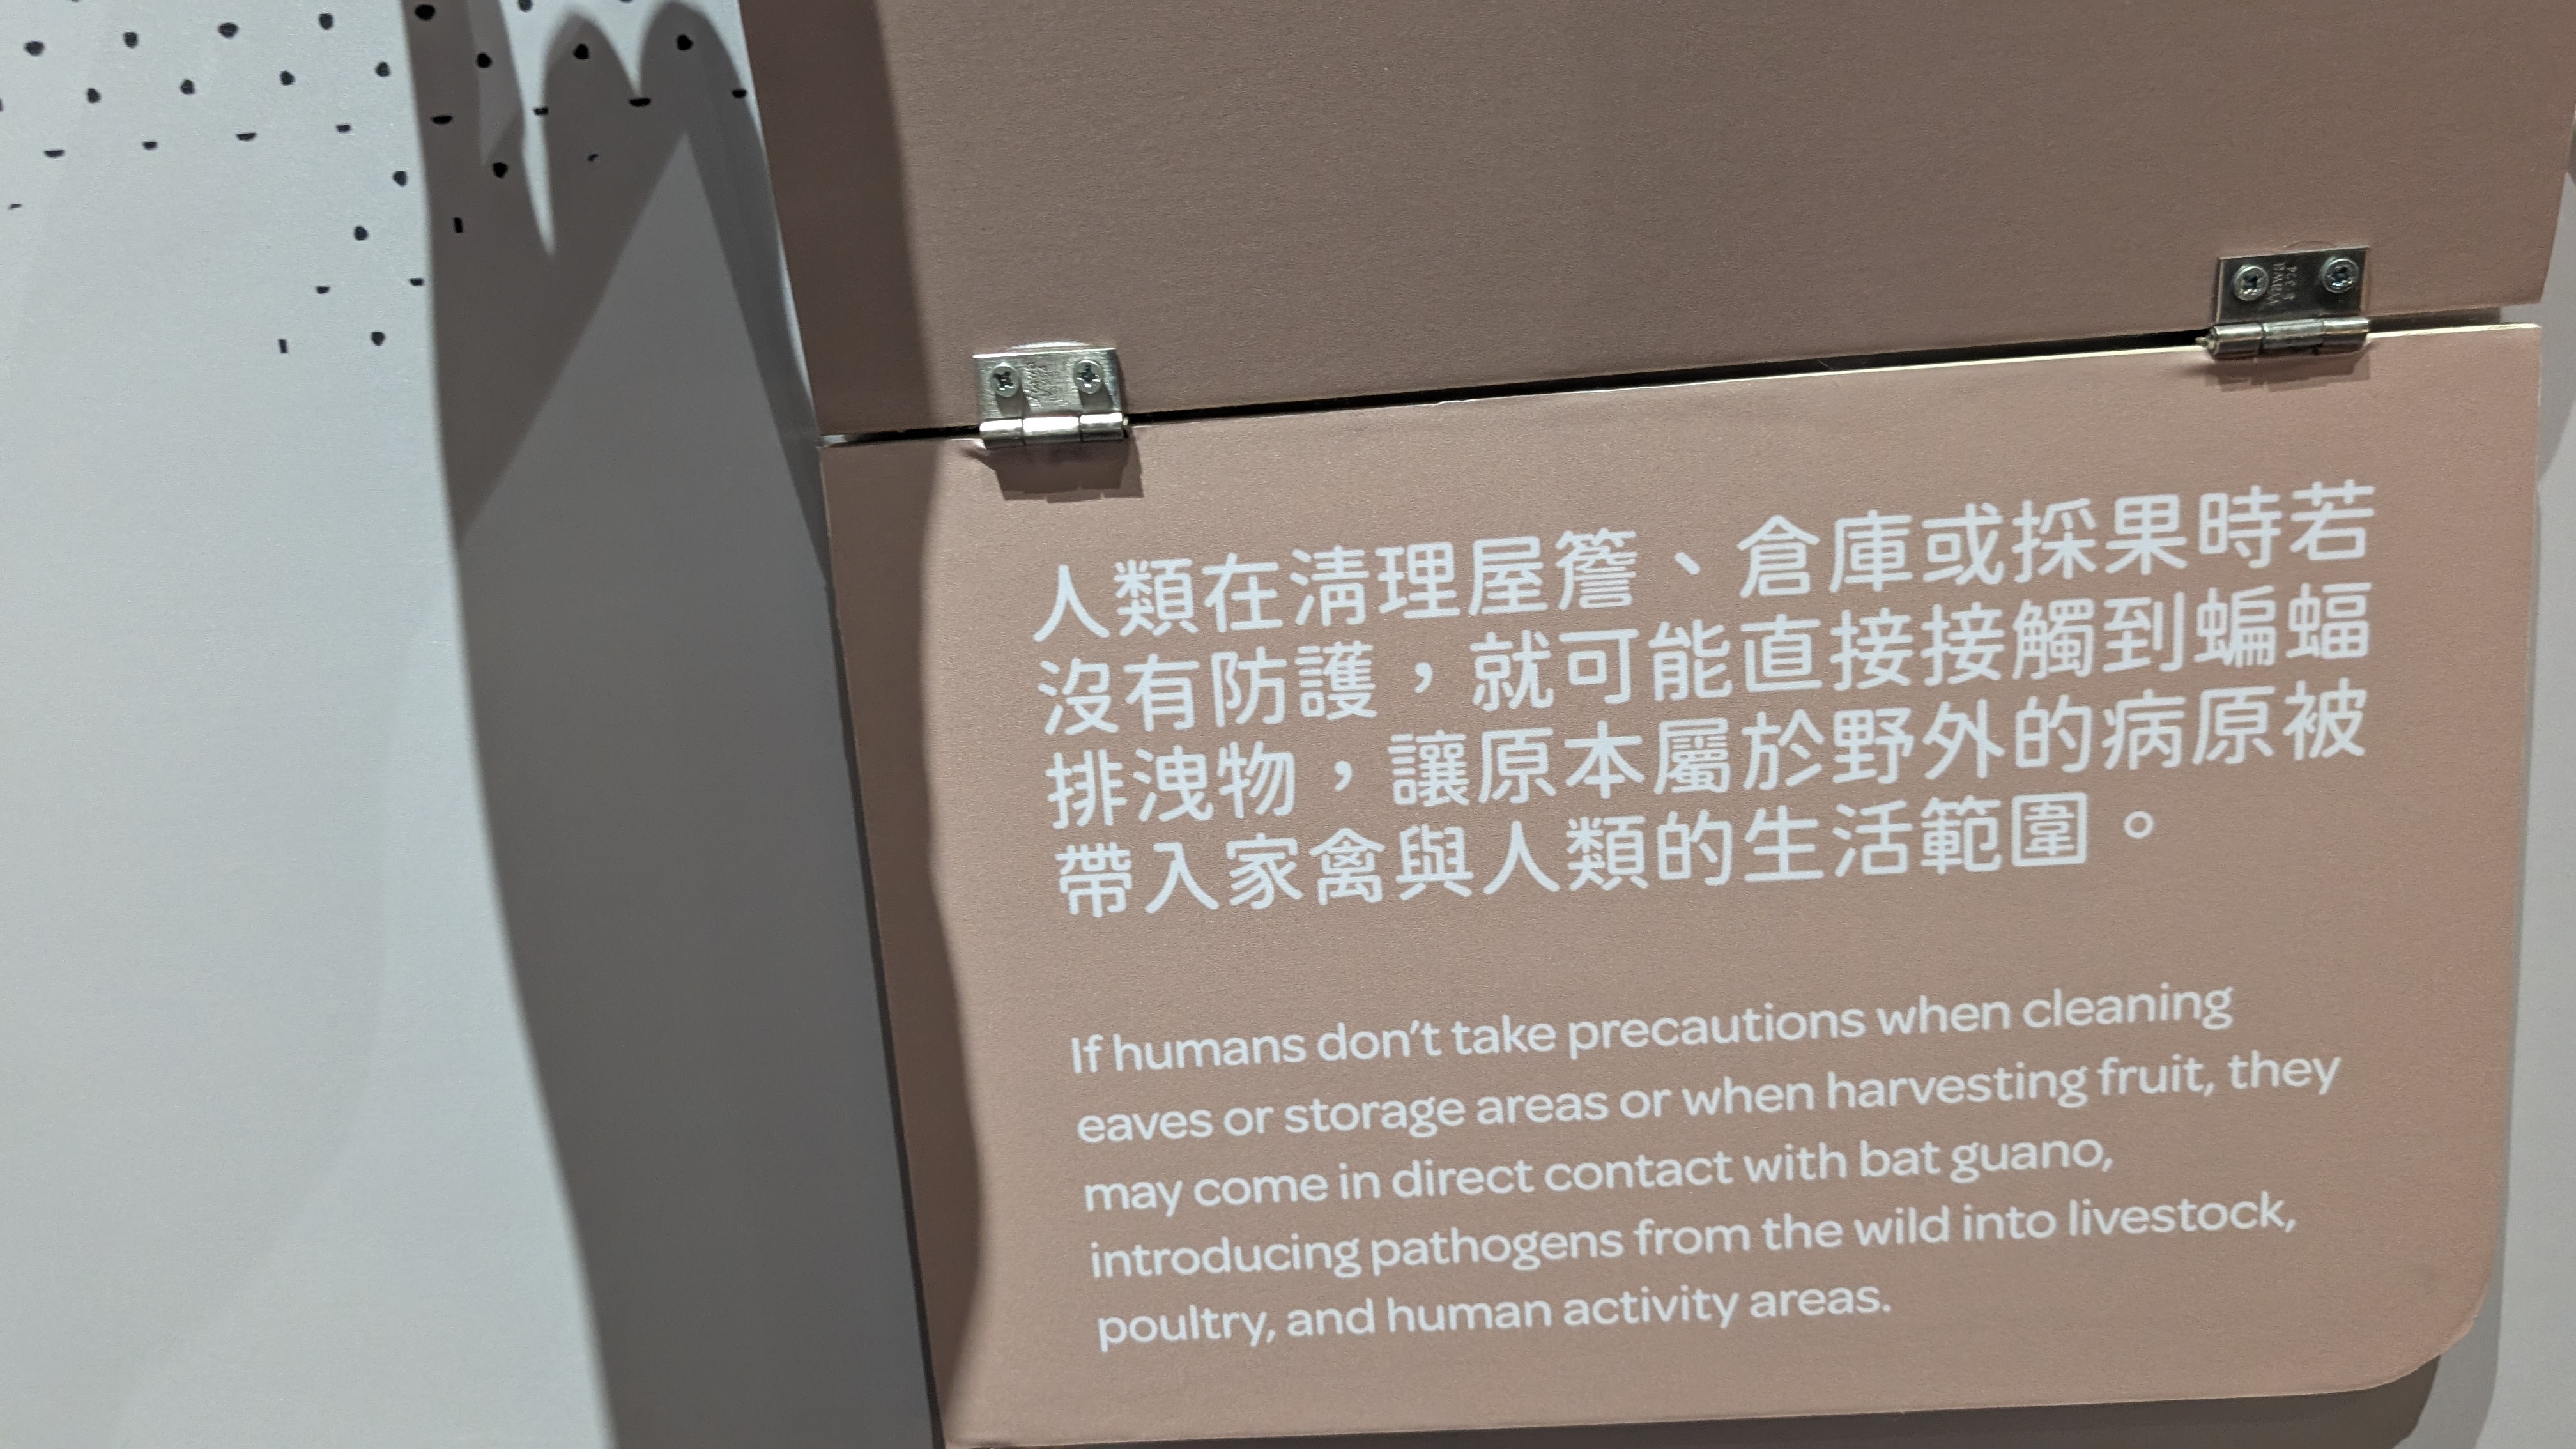 人類在清理屋簷、倉庫或採果時若
沒有防護，就可能直接接觸到蝙蝠
排洩物，讓原本屬於野外的病原被
帶入家禽與人類的生活範圍。
If humans don't take precautions when cleaning
eaves or storage areas or when harvesting fruit, they
may come in direct contact with bat guano,
introducing pathogens from the wild into livestock,
poultry, and human activity areas.